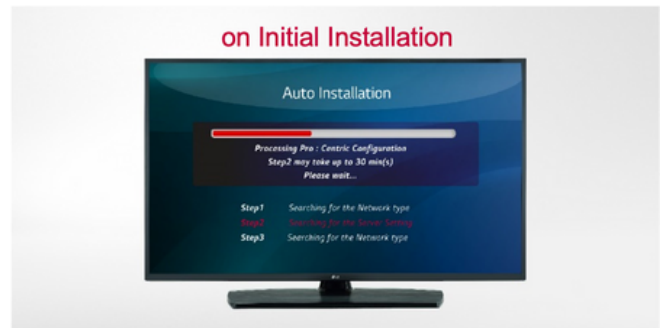 on Initial Installation
Auto Installation
Processing Pro : Centric Configuration
Step2 may take up to 30 min(s)
Please wait...
Step1 Searching for the Network type
Step2 Searching for the Server Setting
Step3 Searching for the Network type
LG